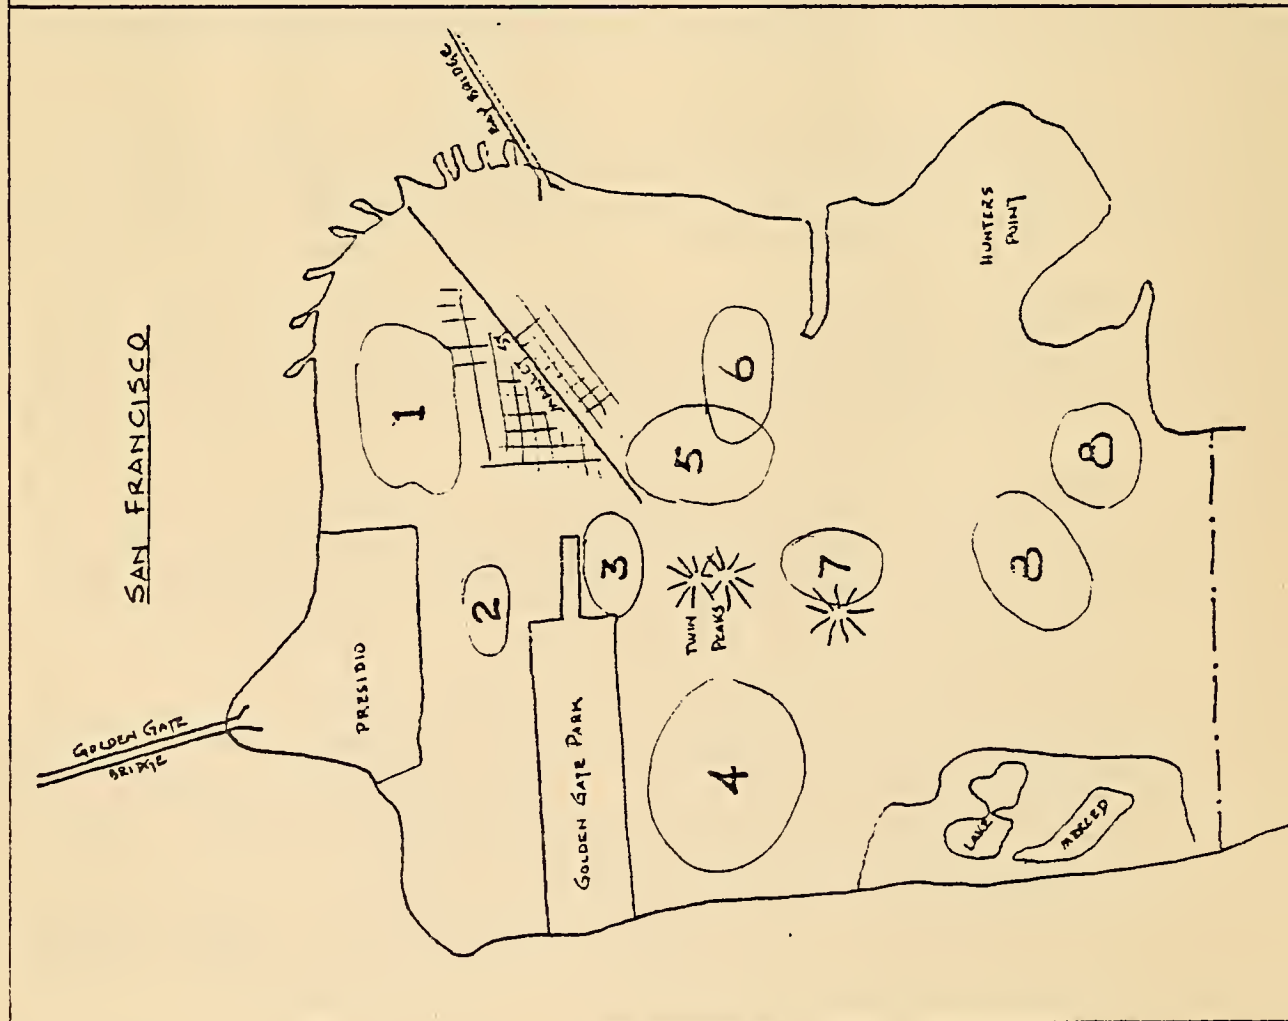 SAN FRANCISCO
GOLDEN GATE
BRIDGE
BAY BRIDGE
PRESIDIO
1
2
MARKET ST
GOLDEN GATE PARK
3
TWIN
PEAKS
5
6
4
7
HUNTERS
POINT
8
8
LAKE
MERCED